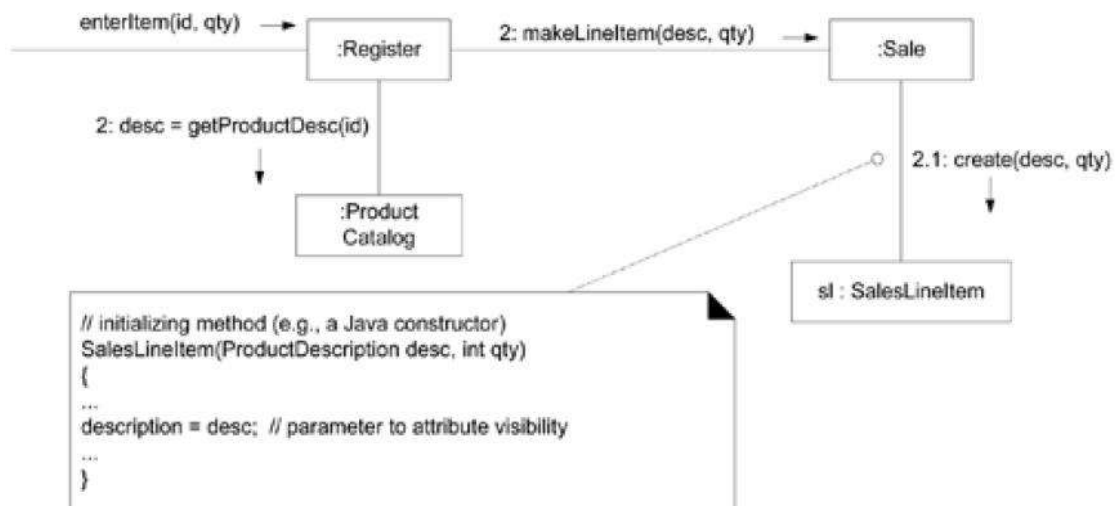 enterItem(id, qty)
:Register
2: makeLineItem(desc, qty)
:Sale
2: desc = getProductDesc(id)
2.1: create(desc, qty)
:Product
Catalog
sl : SalesLineItem
// initializing method (e.g., a Java constructor)
SalesLineItem(ProductDescription desc, int qty)
{
...
description = desc; // parameter to attribute visibility
...
}